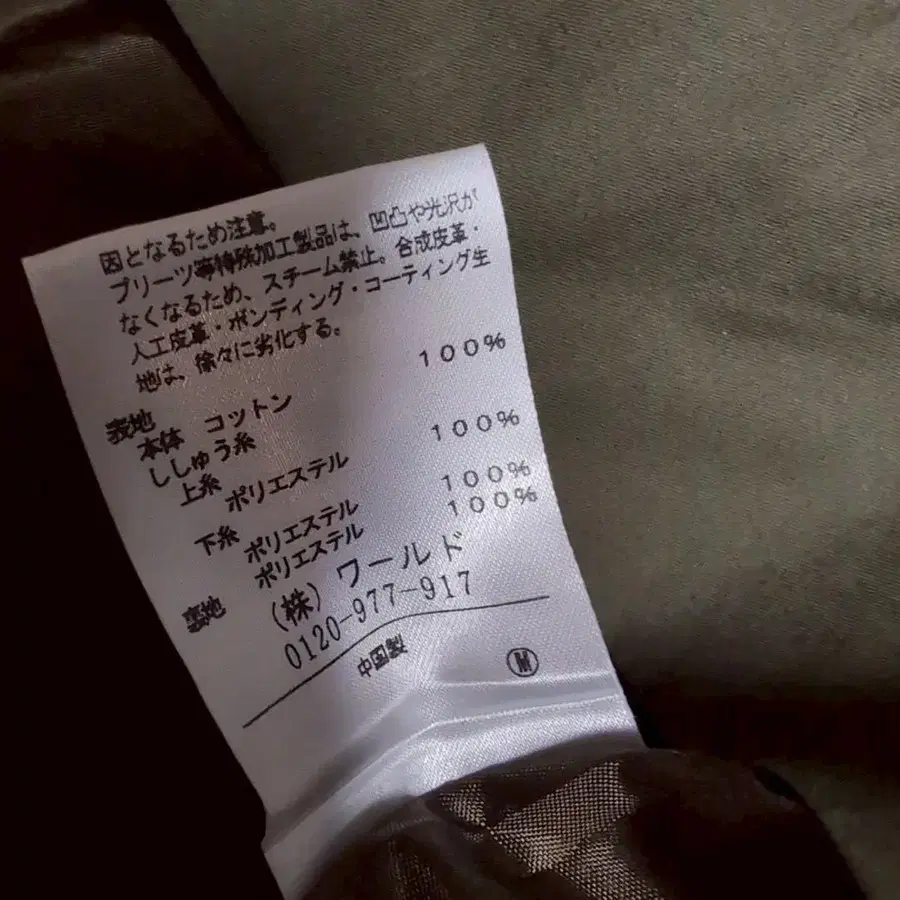 因となるため注意。
プリーツ等特殊加工製品は、凹凸や光沢が
なくなるため、スチーム禁止。合成皮革・
人工皮革・ボンディング・コーティング生
地は、徐々に劣化する。
表地
本体 コットン 100%
ししゅう糸
上糸
ポリエステル 100%
下糸
ポリエステル 100%
裏地 ポリエステル 100%
(株)ワールド
0120-977-917
中国製
M